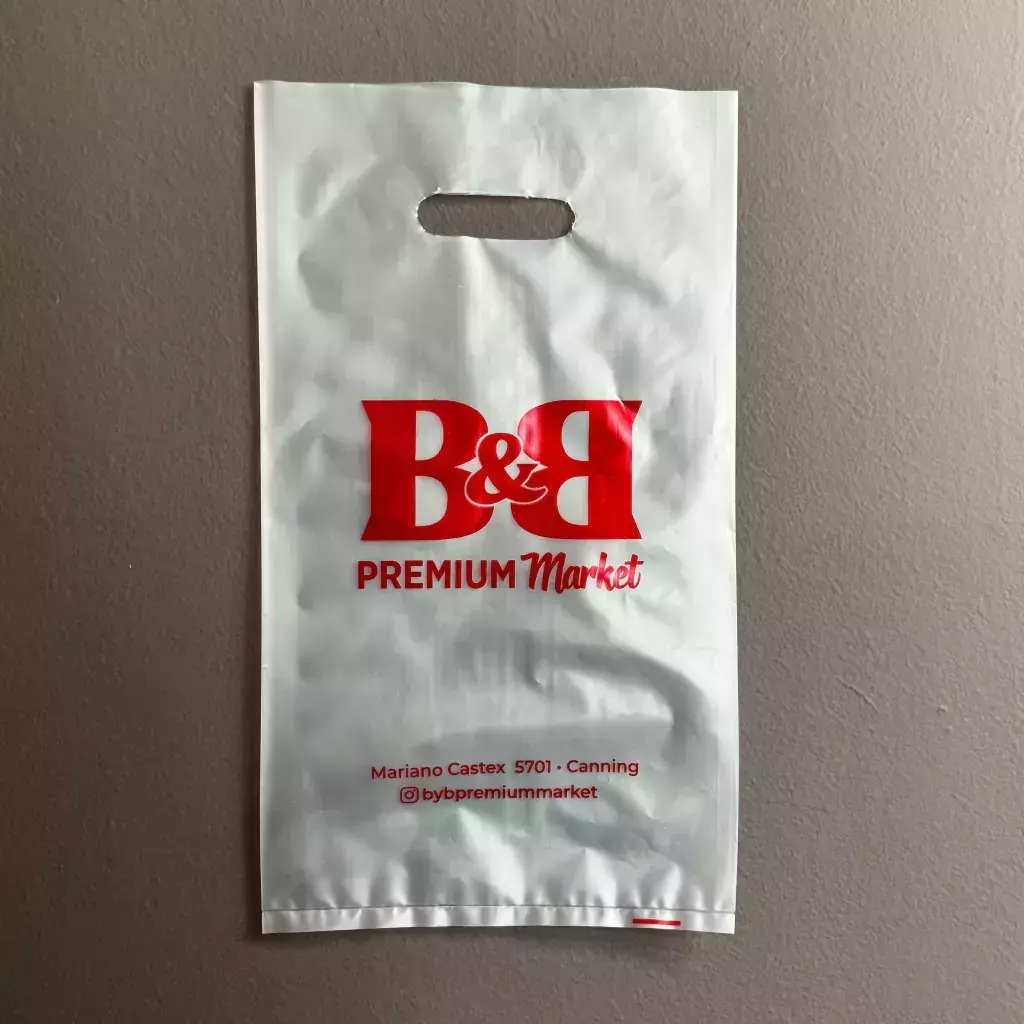 B&B
PREMIUM Market
Mariano Castex 5701 • Canning
bybpremiummarket